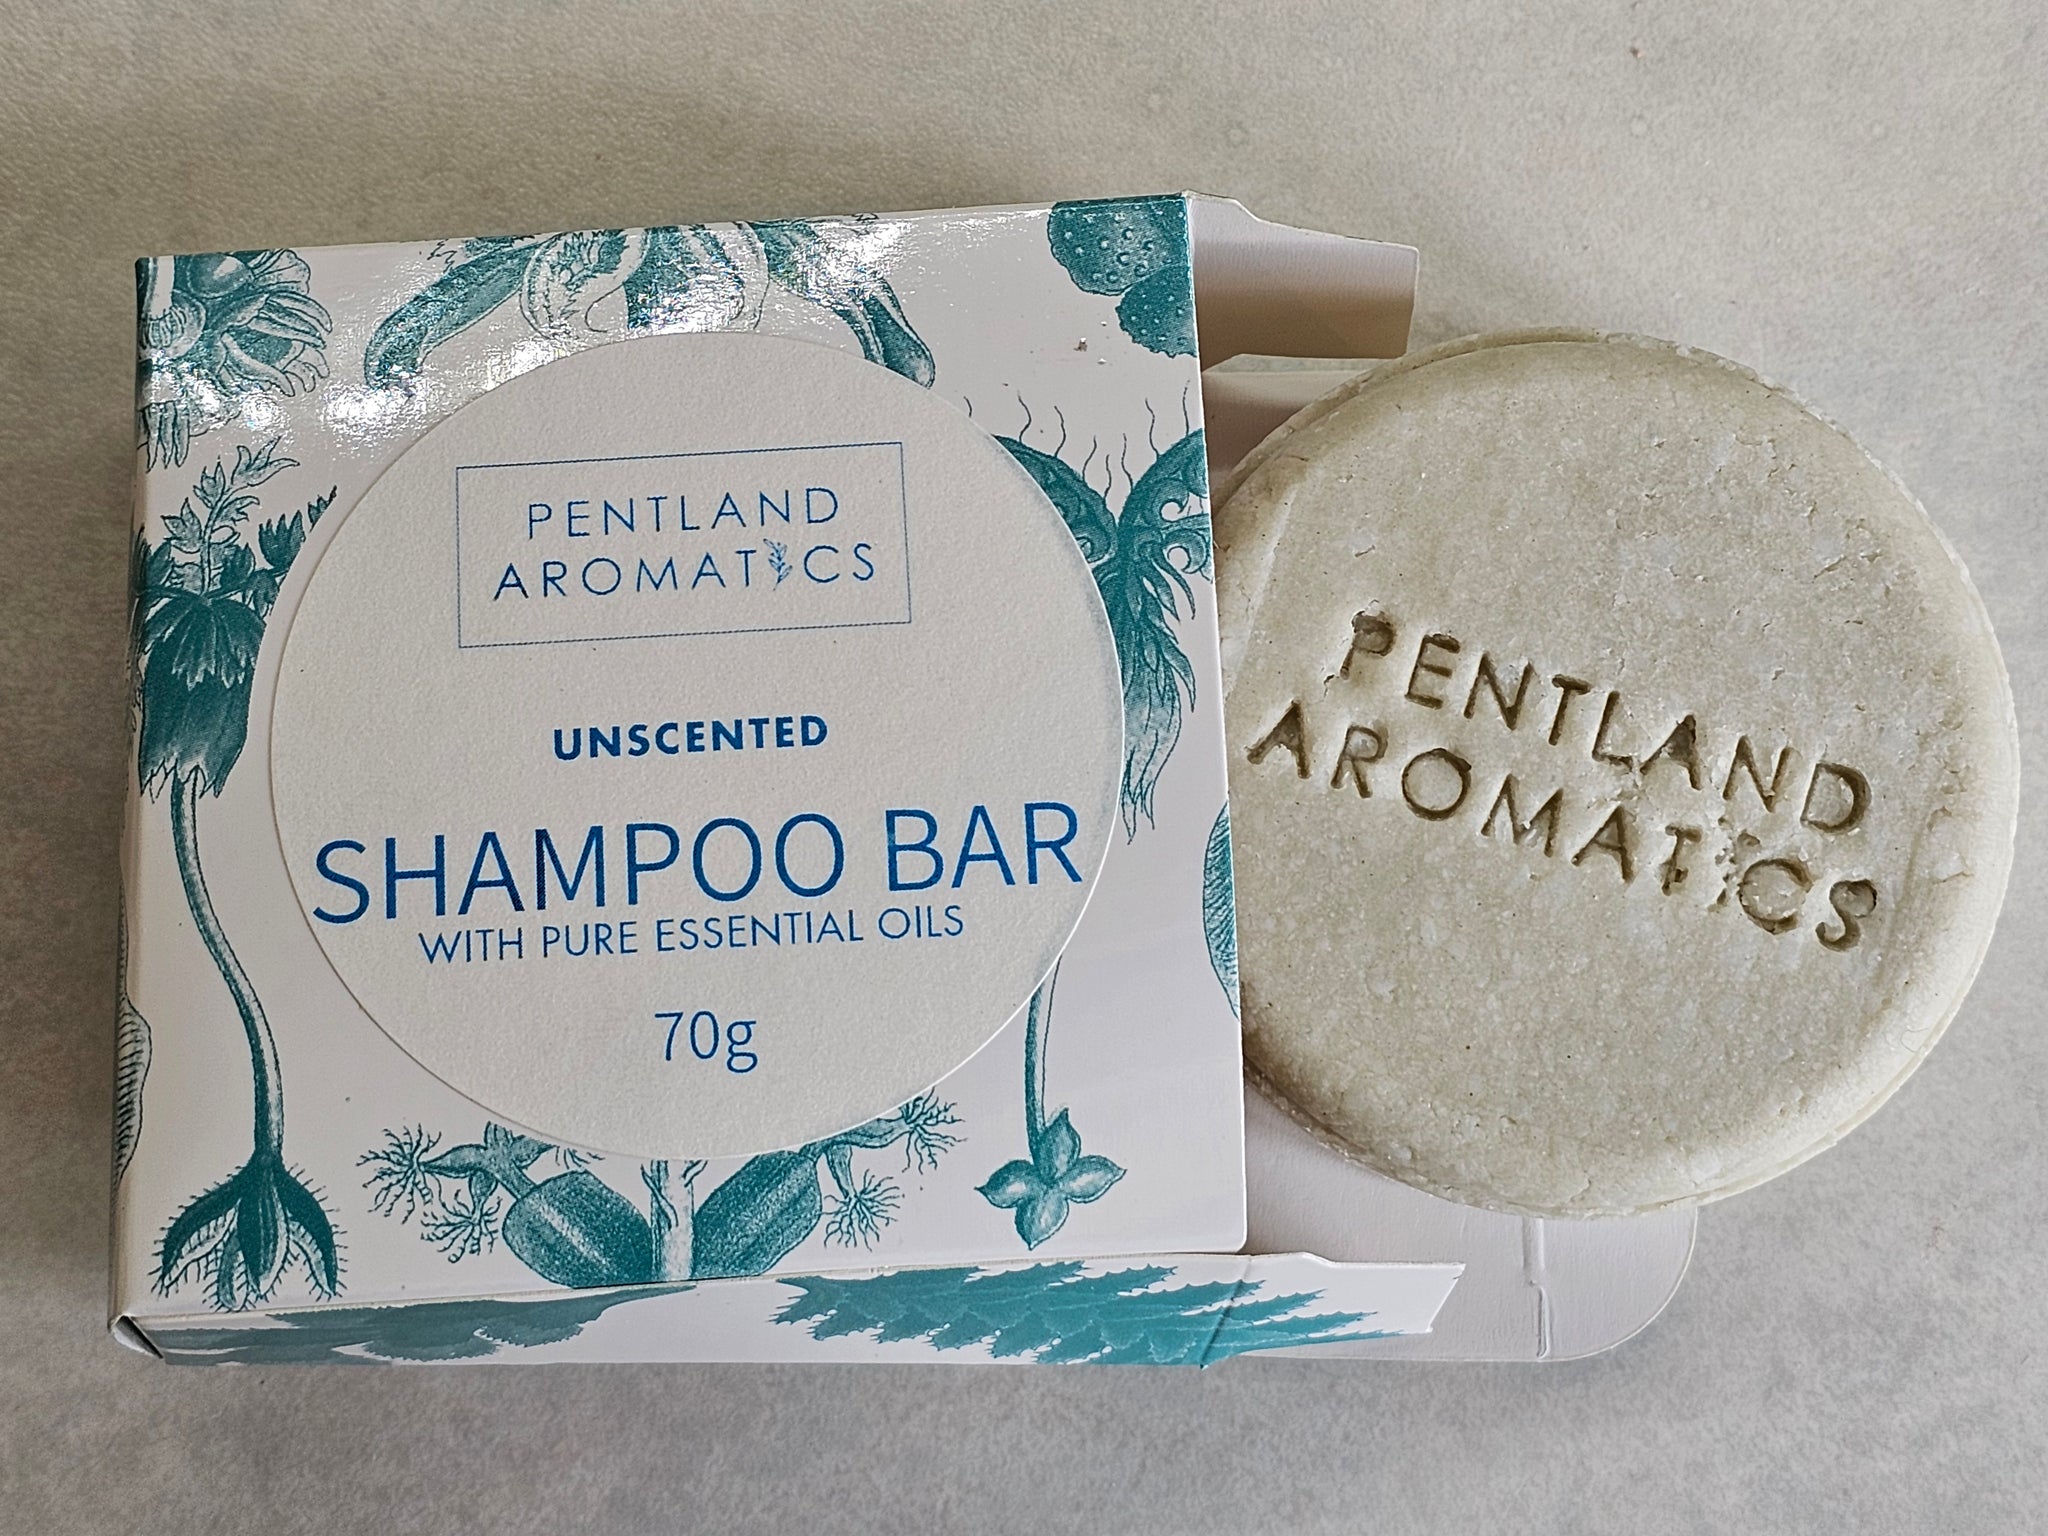 PENTLAND
AROMATICS
UNSCENTED
SHAMPOO BAR
WITH PURE ESSENTIAL OILS
70g
PENTLAND
AROMATICS